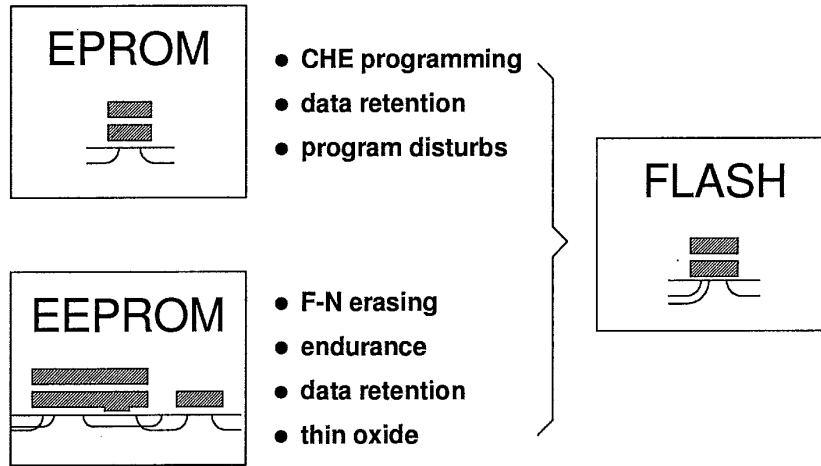 EPROM
● CHE programming
● data retention
● program disturbs
FLASH
EEPROM
● F-N erasing
● endurance
● data retention
● thin oxide